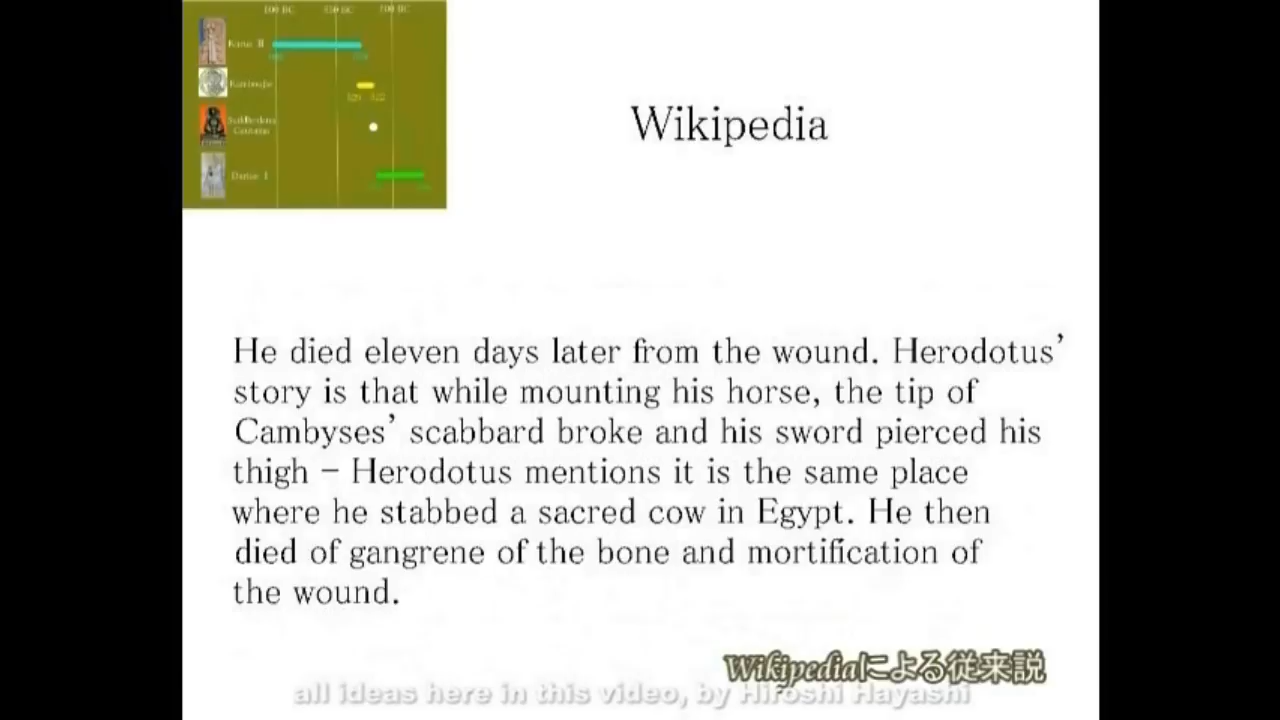 Wikipedia
Darius I
He died eleven days later from the wound. Herodotus’
story is that while mounting his horse, the tip of
Cambyses’ scabbard broke and his sword pierced his
thigh – Herodotus mentions it is the same place
where he stabbed a sacred cow in Egypt. He then
died of gangrene of the bone and mortification of
the wound.
Wikipediaによる従来説
all ideas here in this video, by Hiroshi Hayashi